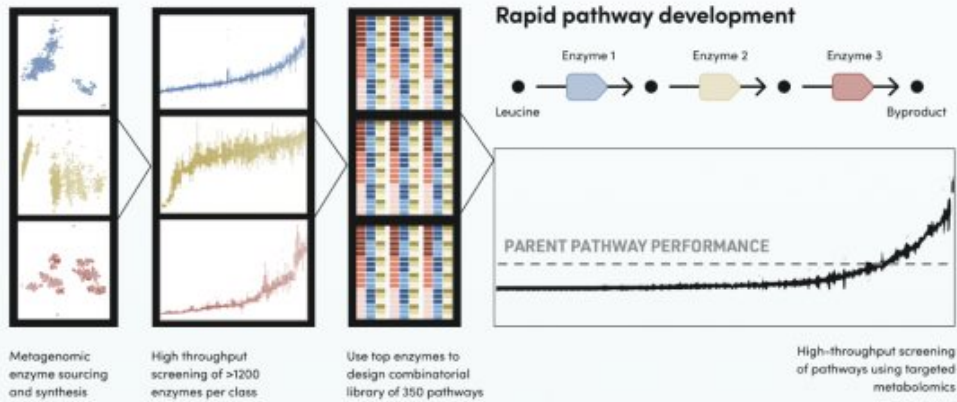 Rapid pathway development
Enzyme 1
Enzyme 2
Enzyme 3
Leucine
Byproduct
PARENT PATHWAY PERFORMANCE
Metagenomic
enzyme sourcing
and synthesis
High throughput
screening of >1200
enzymes per class
Use top enzymes to
design combinatorial
library of 350 pathways
High-throughput screening
of pathways using targeted
metabolomics